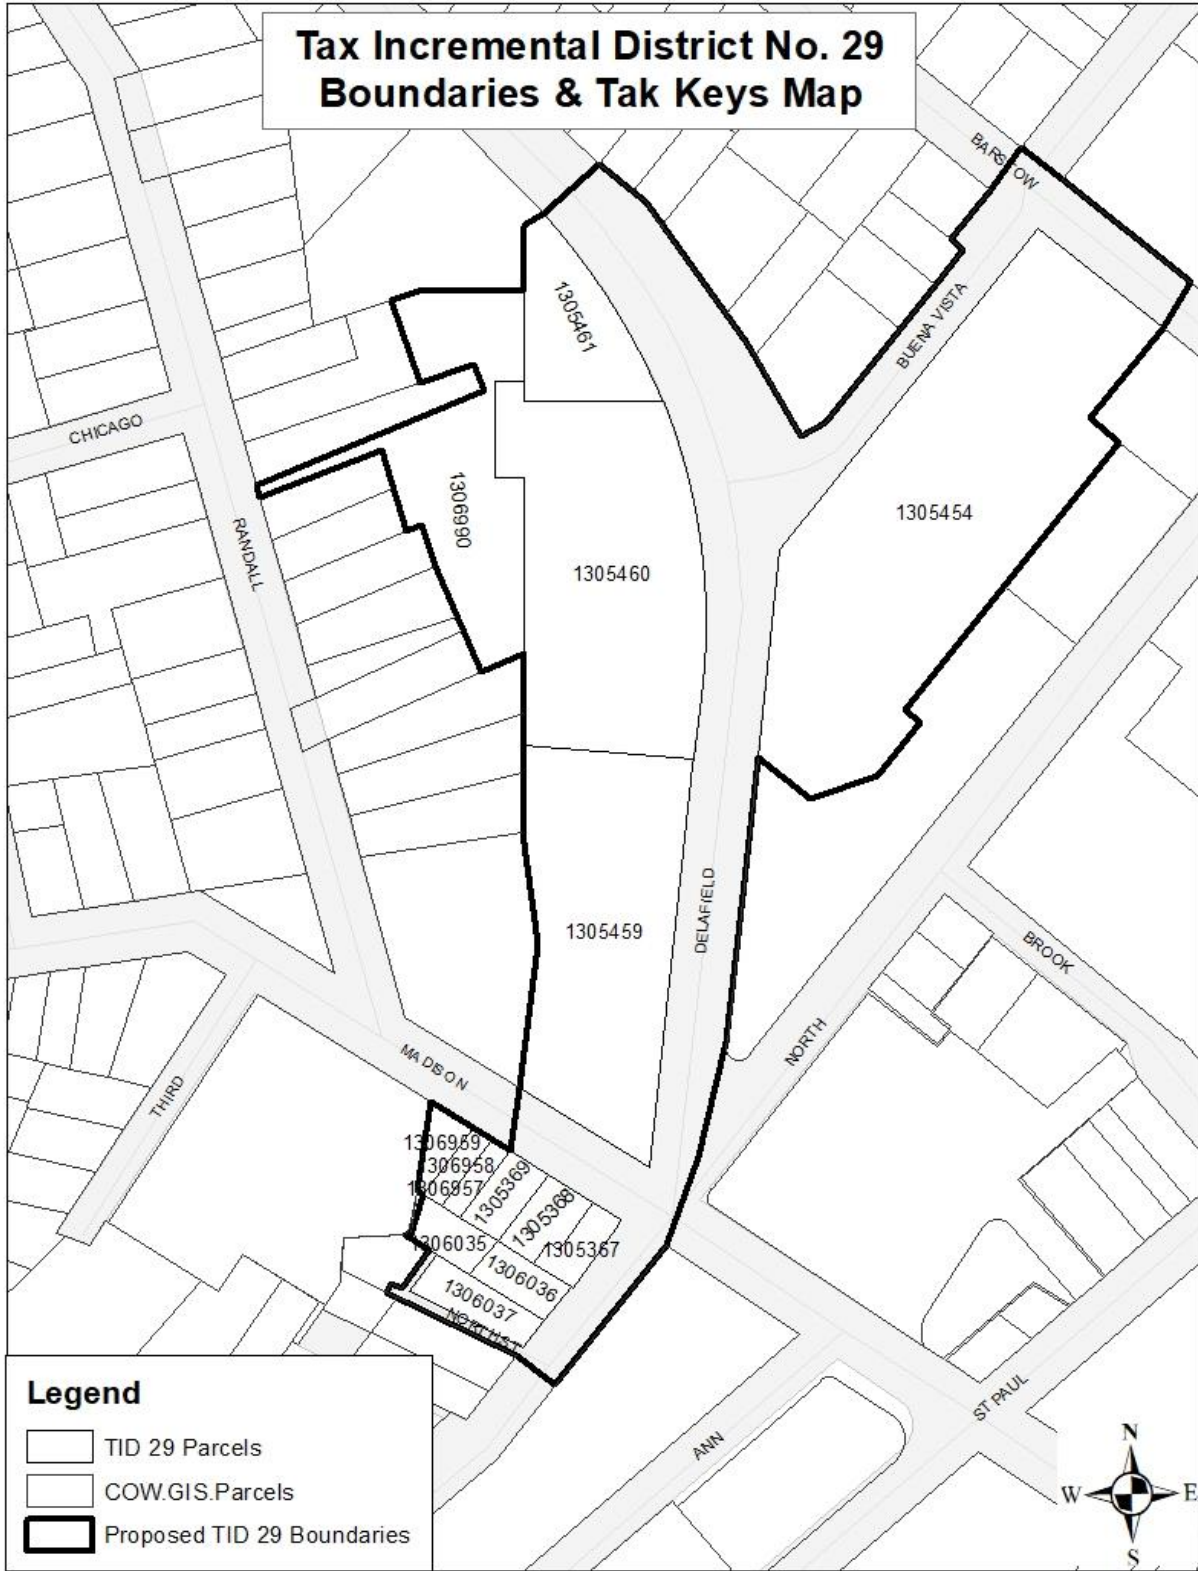 Tax Incremental District No. 29
Boundaries & Tak Keys Map
BARSTOW
1305461
BUENA VISTA
CHICAGO
1306990
1305454
RANDALL
1305460
DELAFIELD
1305459
BROOK
NORTH
MADISON
THIRD
1306959
1306958
1306957
1305369
1305368
1305367
1306035
1306036
1306037
ST PAUL
ANN
Legend
TID 29 Parcels
COW.GIS.Parcels
Proposed TID 29 Boundaries
N
W
E
S